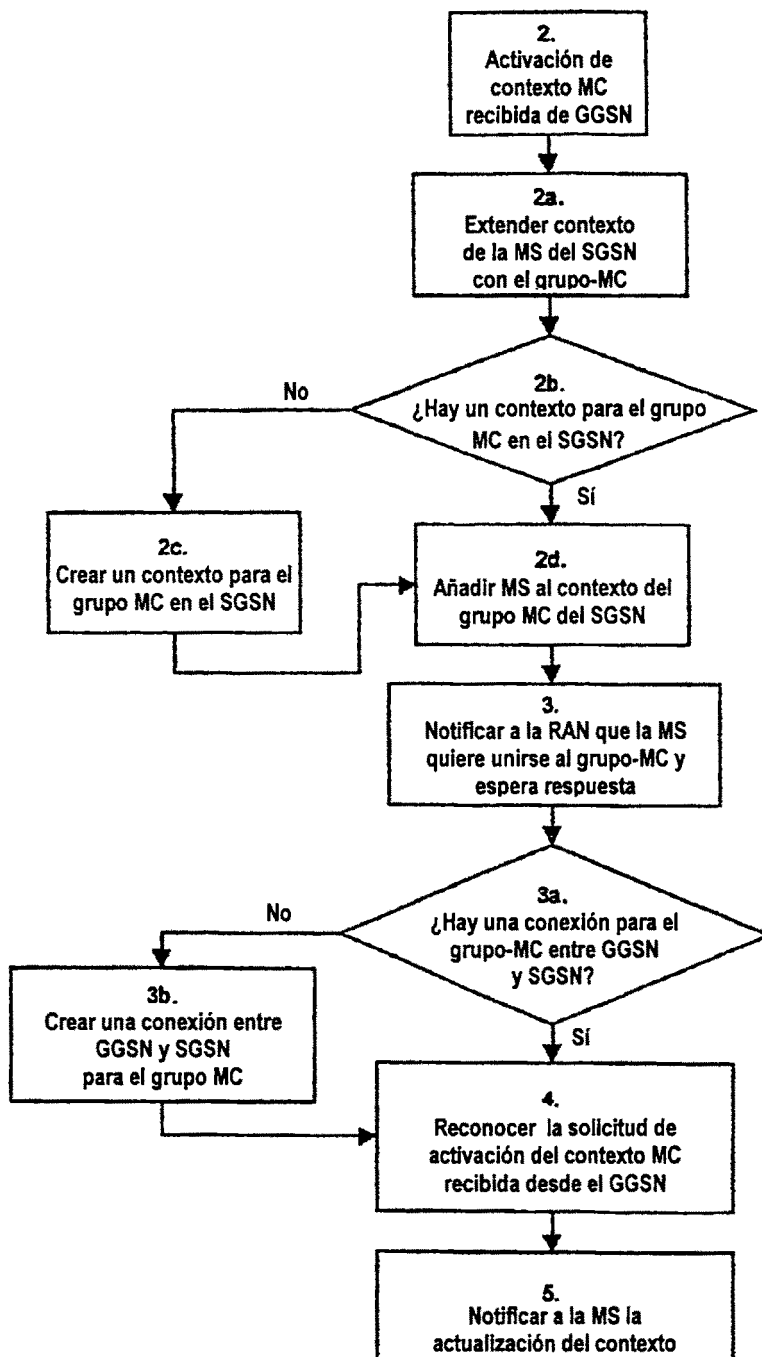 2.
Activación de
contexto MC
recibida de GGSN
2a.
Extender contexto
de la MS del SGSN
con el grupo-MC
2b.
¿Hay un contexto para el grupo
MC en el SGSN?
No
Sí
2c.
Crear un contexto para el
grupo MC en el SGSN
2d.
Añadir MS al contexto del
grupo MC del SGSN
3.
Notificar a la RAN que la MS
quiere unirse al grupo-MC y
espera respuesta
3a.
¿Hay una conexión para el
grupo-MC entre GGSN
y SGSN?
No
Sí
3b.
Crear una conexión entre
GGSN y SGSN
para el grupo MC
4.
Reconocer la solicitud de
activación del contexto MC
recibida desde el GGSN
5.
Notificar a la MS la
actualización del contexto